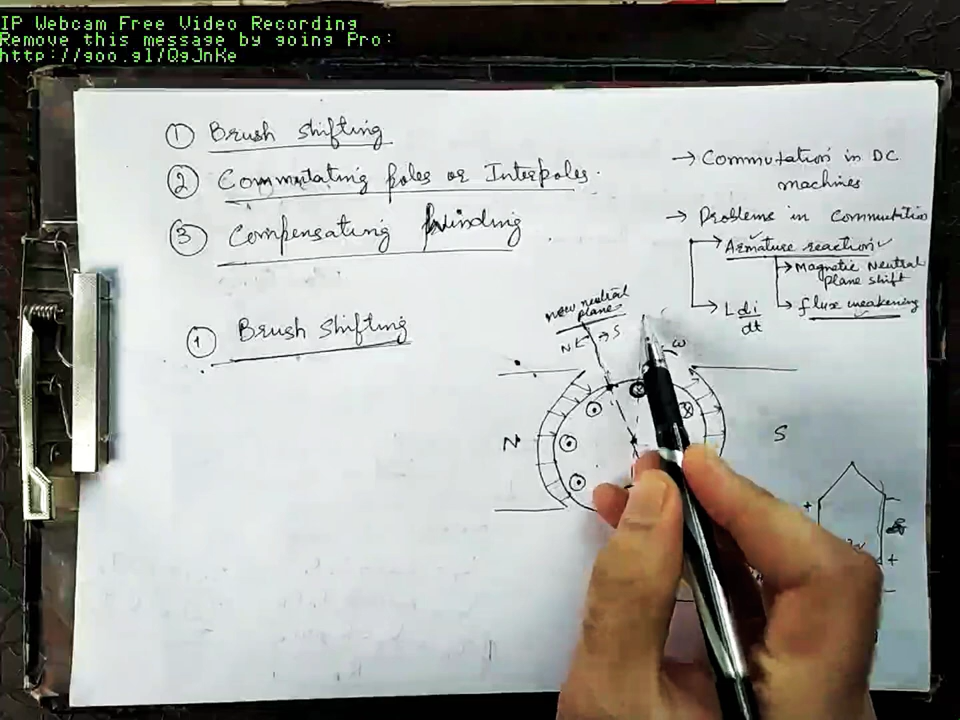 IP Webcam Free Video Recording
Remove this message by going Pro:
http://goo.gl/QgJnKe
① Brush shifting
② Commutating poles or Interpoles.
③ Compensating Winding
→ Commutation in DC
machines
→ Problems in Commutation
→ Armature reaction
→ Magnetic Neutral
Plane shift
→ flux weakening
→ L di/dt
① Brush Shifting
new neutral
plane
N S
ω
N S
+
+